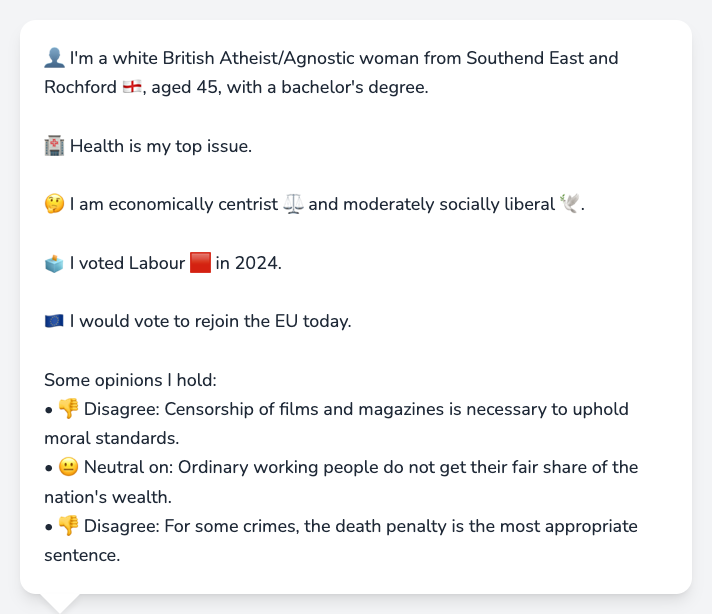 👤 I'm a white British Atheist/Agnostic woman from Southend East and
Rochford 🏴󠁧󠁢󠁥󠁮󠁧󠁿, aged 45, with a bachelor's degree.
🏥 Health is my top issue.
🤔 I am economically centrist ⚖️ and moderately socially liberal 🕊️.
🗳️ I voted Labour 🟥 in 2024.
🇪🇺 I would vote to rejoin the EU today.
Some opinions I hold:
• 👎 Disagree: Censorship of films and magazines is necessary to uphold
moral standards.
• 😐 Neutral on: Ordinary working people do not get their fair share of the
nation's wealth.
• 👎 Disagree: For some crimes, the death penalty is the most appropriate
sentence.